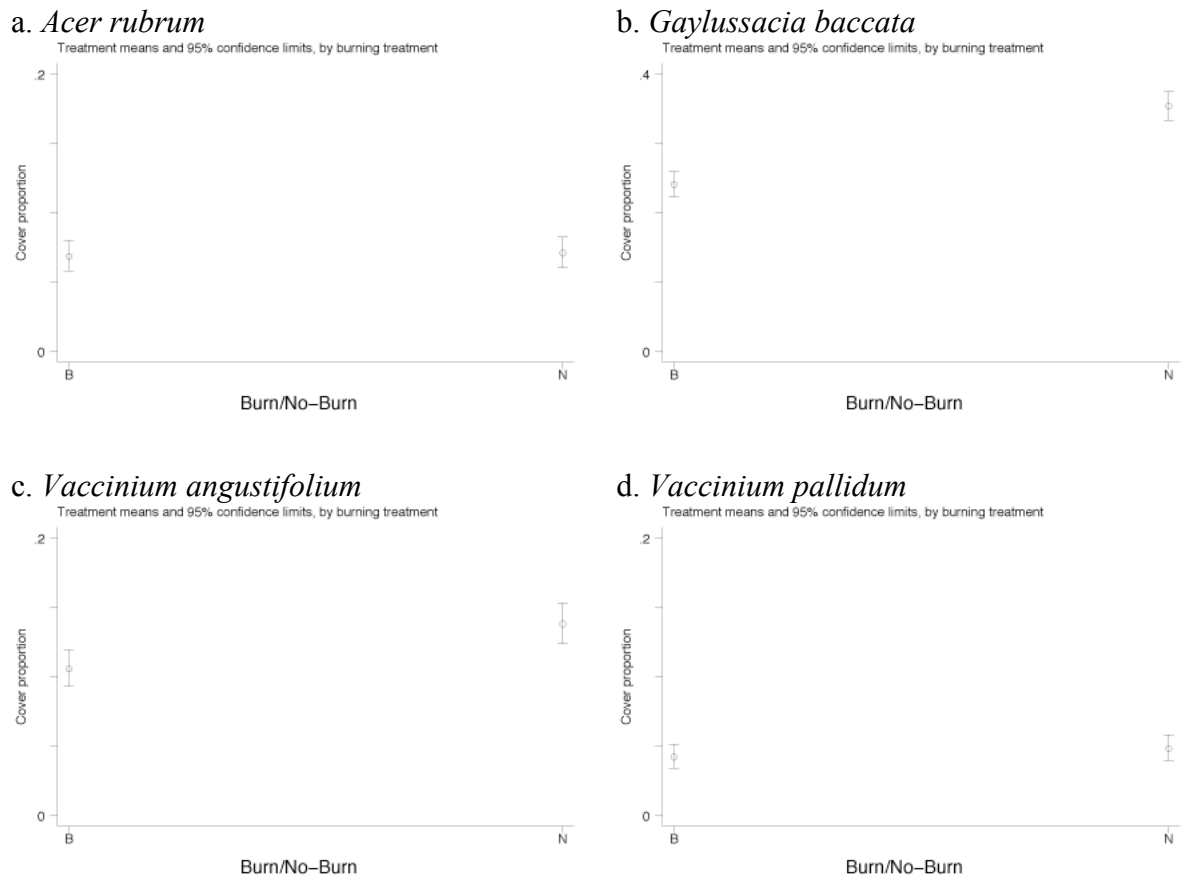 a. Acer rubrum
Treatment means and 95% confidence limits, by burning treatment
.2
Cover proportion
0
B
N
Burn/No-Burn
b. Gaylussacia baccata
Treatment means and 95% confidence limits, by burning treatment
.4
Cover proportion
0
B
N
Burn/No-Burn
c. Vaccinium angustifolium
Treatment means and 95% confidence limits, by burning treatment
.2
Cover proportion
0
B
N
Burn/No-Burn
d. Vaccinium pallidum
Treatment means and 95% confidence limits, by burning treatment
.2
Cover proportion
0
B
N
Burn/No-Burn